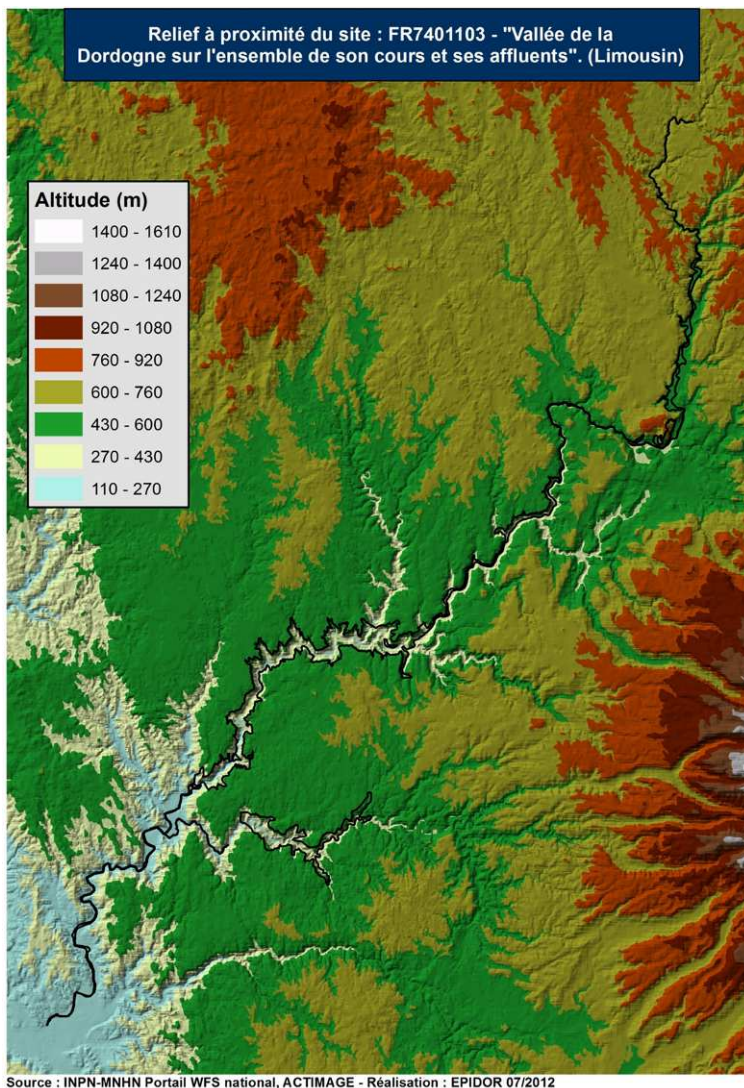 Relief à proximité du site : FR7401103 - "Vallée de la
Dordogne sur l'ensemble de son cours et ses affluents". (Limousin)
Altitude (m)
1400 - 1610
1240 - 1400
1080 - 1240
920 - 1080
760 - 920
600 - 760
430 - 600
270 - 430
110 - 270
Source : INPN-MNHN Portail WFS national, ACTIMAGE - Réalisation : EPIDOR 07/2012